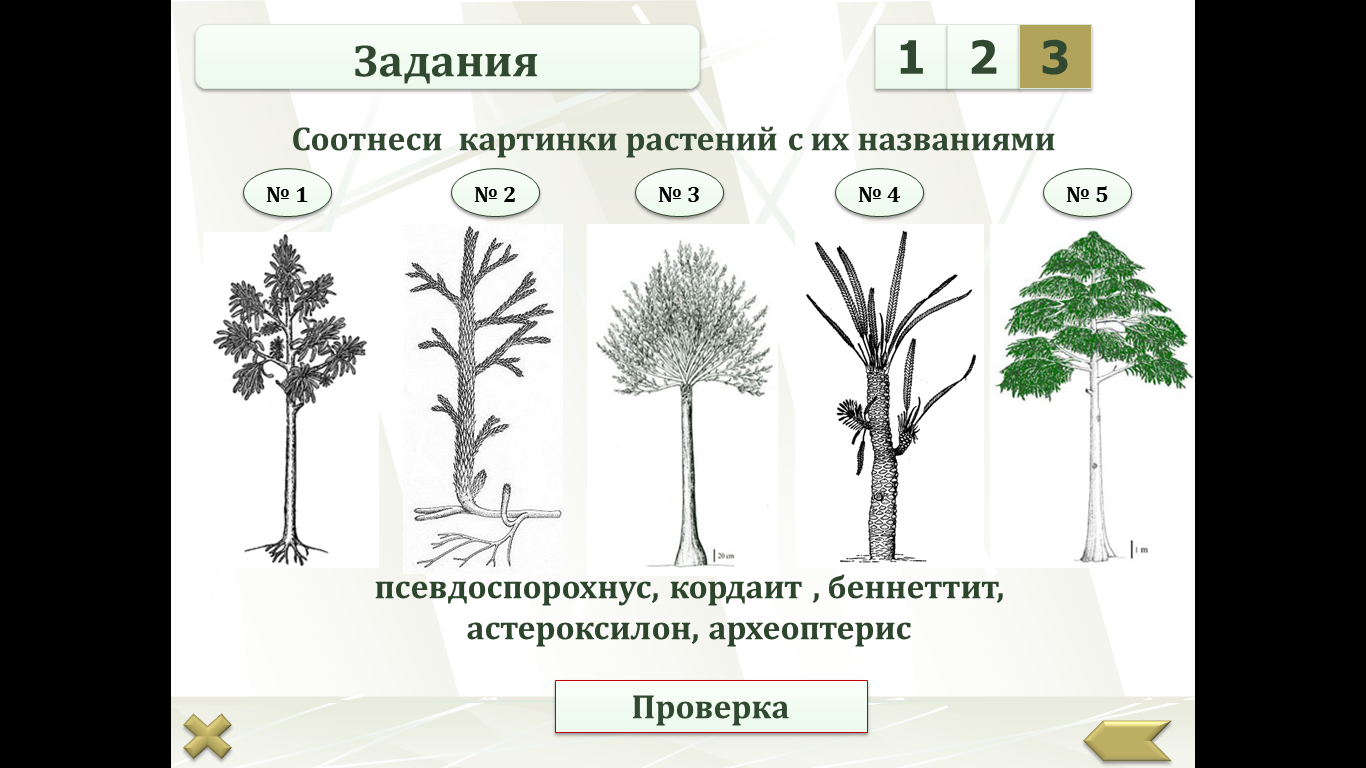 Задания
1 2 3
Соотнеси картинки растений с их названиями
№ 1 № 2 № 3 № 4 № 5
20 cm
1 m
псевдоспорохнус, кордаит , беннеттит,
астероксилон, археоптерис
Проверка